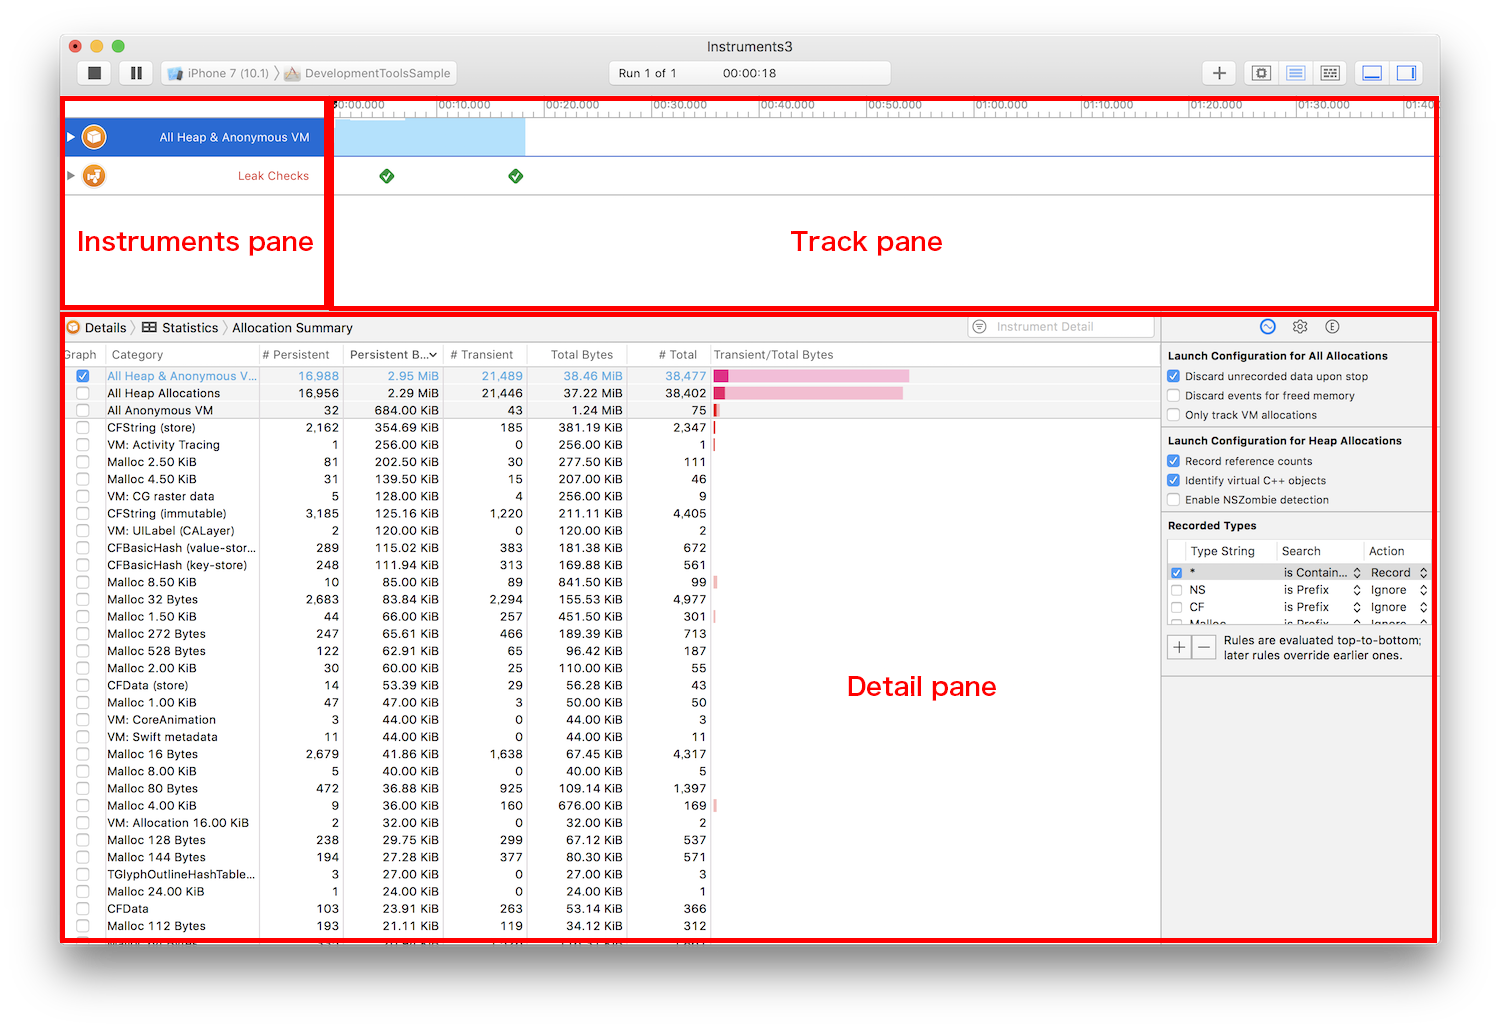 Instruments3
iPhone 7 (10.1) DevelopmentToolsSample Run 1 of 1 00:00:18
00:00.000 00:10.000 00:20.000 00:30.000 00:40.000 00:50.000 01:00.000 01:10.000 01:20.000 01:30.000
All Heap & Anonymous VM
Leak Checks
Instruments pane Track pane
Details Statistics Allocation Summary Instrument Detail
Graph Category # Persistent Persistent B... # Transient Total Bytes # Total Transient/Total Bytes
All Heap & Anonymous V... 16,988 2.95 MiB 21,489 38.46 MiB 38,477
All Heap Allocations 16,956 2.29 MiB 21,446 37.22 MiB 38,402
All Anonymous VM 32 684.00 KiB 43 1.24 MiB 75
CFString (store) 2,162 354.69 KiB 185 381.19 KiB 2,347
VM: Activity Tracing 1 256.00 KiB 0 256.00 KiB 1
Malloc 2.50 KiB 81 202.50 KiB 30 277.50 KiB 111
Malloc 4.50 KiB 31 139.50 KiB 15 207.00 KiB 46
VM: CG raster data 5 128.00 KiB 4 256.00 KiB 9
CFString (immutable) 3,185 125.16 KiB 1,220 211.11 KiB 4,405
VM: UILabel (CALayer) 2 120.00 KiB 0 120.00 KiB 2
CFBasicHash (value-stor... 289 115.02 KiB 383 181.38 KiB 672
CFBasicHash (key-store) 248 111.94 KiB 313 169.88 KiB 561
Malloc 8.50 KiB 10 85.00 KiB 89 841.50 KiB 99
Malloc 32 Bytes 2,683 83.84 KiB 2,294 155.53 KiB 4,977
Malloc 1.50 KiB 44 66.00 KiB 257 451.50 KiB 301
Malloc 272 Bytes 247 65.61 KiB 466 189.39 KiB 713
Malloc 528 Bytes 122 62.91 KiB 65 96.42 KiB 187
Malloc 2.00 KiB 30 60.00 KiB 25 110.00 KiB 55
CFData (store) 14 53.39 KiB 29 56.28 KiB 43
Malloc 1.00 KiB 47 47.00 KiB 3 50.00 KiB 50
VM: CoreAnimation 3 44.00 KiB 0 44.00 KiB 3
VM: Swift metadata 11 44.00 KiB 0 44.00 KiB 11
Malloc 16 Bytes 2,679 41.86 KiB 1,638 67.45 KiB 4,317
Malloc 8.00 KiB 5 40.00 KiB 0 40.00 KiB 5
Malloc 80 Bytes 472 36.88 KiB 925 109.14 KiB 1,397
Malloc 4.00 KiB 9 36.00 KiB 160 676.00 KiB 169
VM: Allocation 16.00 KiB 2 32.00 KiB 0 32.00 KiB 2
Malloc 128 Bytes 238 29.75 KiB 299 67.12 KiB 537
Malloc 144 Bytes 194 27.28 KiB 377 80.30 KiB 571
TGlyphOutlineHashTable... 3 27.00 KiB 0 27.00 KiB 3
Malloc 24.00 KiB 1 24.00 KiB 0 24.00 KiB 1
CFData 103 23.91 KiB 263 53.14 KiB 366
Malloc 112 Bytes 193 21.11 KiB 119 34.12 KiB 312
Detail pane
E
Launch Configuration for All Allocations
Discard unrecorded data upon stop
Discard events for freed memory
Only track VM allocations
Launch Configuration for Heap Allocations
Record reference counts
Identify virtual C++ objects
Enable NSZombie detection
Recorded Types
Type String Search Action
* is Contain... Record
NS is Prefix Ignore
CF is Prefix Ignore
Malloc is Prefix Ignore
Rules are evaluated top-to-bottom;
later rules override earlier ones.